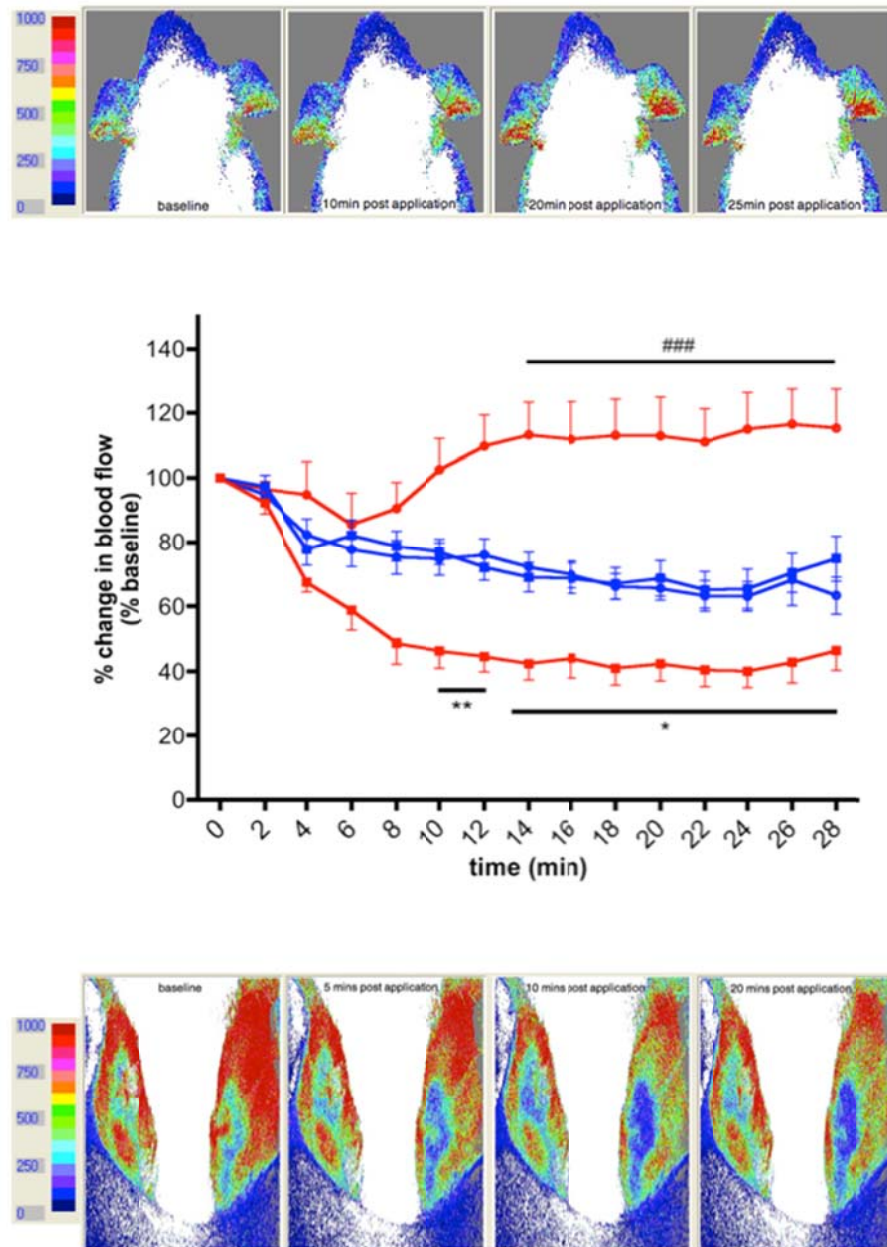 1000
750
500
250
0
baseline
10min post application
20min post application
25min post application
% change in blood flow
(% baseline)
140
120
100
80
60
40
20
0
###
**
*
0 2 4 6 8 10 12 14 16 18 20 22 24 26 28
time (min)
1000
750
500
250
0
baseline
5 mins post application
10 mins post application
20 mins post application